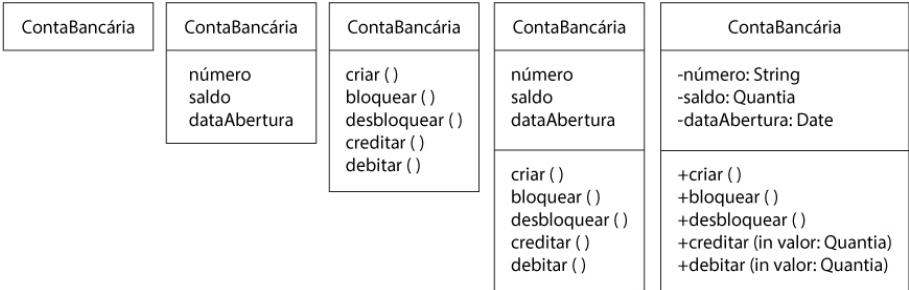 ContaBancária
ContaBancária
número
saldo
dataAbertura
ContaBancária
criar ( )
bloquear ( )
desbloquear ( )
creditar ( )
debitar ( )
ContaBancária
número
saldo
dataAbertura
criar ( )
bloquear ( )
desbloquear ( )
creditar ( )
debitar ( )
ContaBancária
-número: String
-saldo: Quantia
-dataAbertura: Date
+criar ( )
+bloquear ( )
+desbloquear ( )
+creditar (in valor: Quantia)
+debitar (in valor: Quantia)